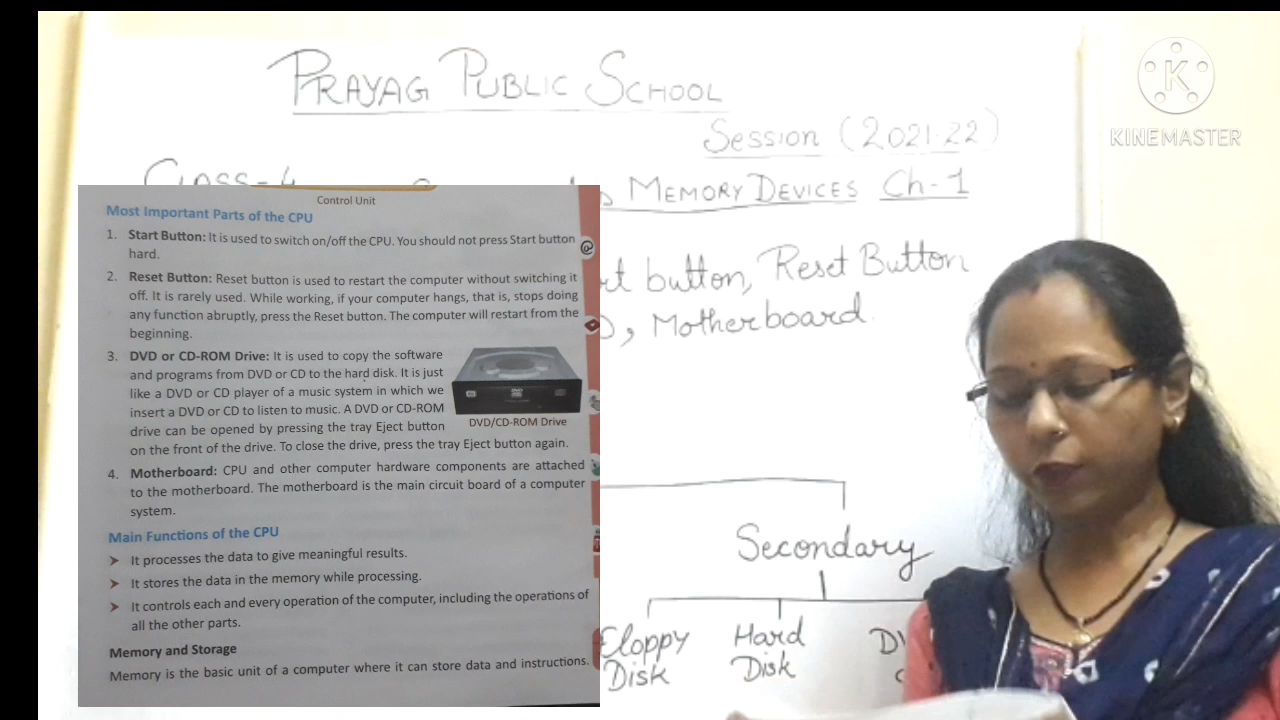 PRAYAG PUBLIC SCHOOL
Session (2021-22)
CLASS-4
MEMORY DEVICES Ch-1
button, Reset Button
, Motherboard
Secondary
Floppy Disk
Hard Disk
KINEMASTER
Control Unit
Most Important Parts of the CPU
1. Start Button: It is used to switch on/off the CPU. You should not press Start button
hard.
2. Reset Button: Reset button is used to restart the computer without switching it
off. It is rarely used. While working, if your computer hangs, that is, stops doing
any function abruptly, press the Reset button. The computer will restart from the
beginning.
3. DVD or CD-ROM Drive: It is used to copy the software
and programs from DVD or CD to the hard disk. It is just
like a DVD or CD player of a music system in which we
insert a DVD or CD to listen to music. A DVD or CD-ROM
drive can be opened by pressing the tray Eject button
on the front of the drive. To close the drive, press the tray Eject button again.
DVD/CD-ROM Drive
4. Motherboard: CPU and other computer hardware components are attached
to the motherboard. The motherboard is the main circuit board of a computer
system.
Main Functions of the CPU
➤ It processes the data to give meaningful results.
➤ It stores the data in the memory while processing.
➤ It controls each and every operation of the computer, including the operations of
all the other parts.
Memory and Storage
Memory is the basic unit of a computer where it can store data and instructions.